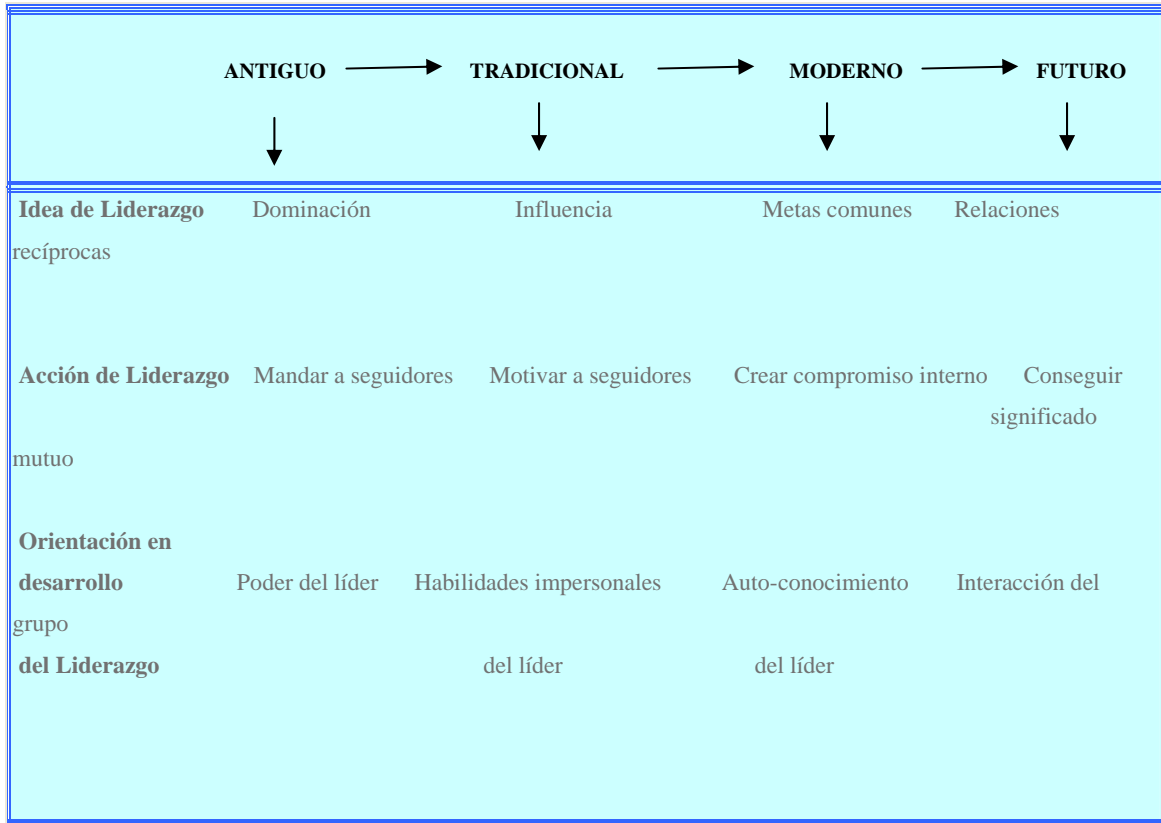 ANTIGUO TRADICIONAL MODERNO FUTURO
Idea de Liderazgo Dominación Influencia Metas comunes Relaciones
recíprocas
Acción de Liderazgo Mandar a seguidores Motivar a seguidores Crear compromiso interno Conseguir
significado
mutuo
Orientación en
desarrollo Poder del líder Habilidades impersonales Auto-conocimiento Interacción del
grupo
del Liderazgo del líder del líder